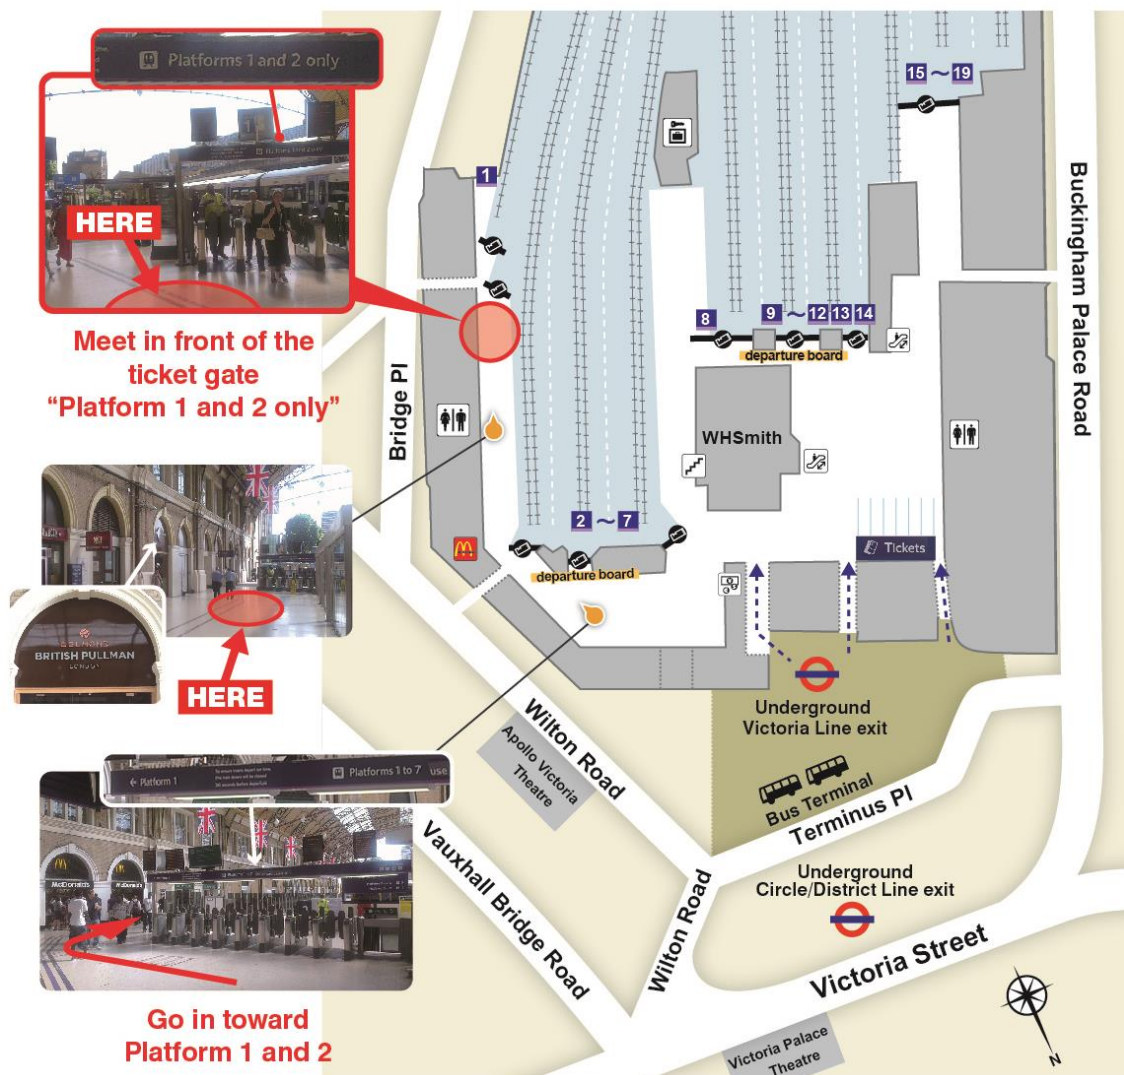 Platforms 1 and 2 only
HERE
Meet in front of the
ticket gate
“Platform 1 and 2 only”
BRITISH PULLMAN
LONDON
HERE
← Platform 1
Platforms 1 to 7
use
McDonald's
McDonald's
Go in toward
Platform 1 and 2
1
15～19
8
9～12
13
14
departure board
WHSmith
2～7
departure board
Tickets
Bridge Pl
Buckingham Palace Road
Underground
Victoria Line exit
Bus Terminal
Terminus Pl
Wilton Road
Apollo Victoria
Theatre
Vauxhall Bridge Road
Wilton Road
Underground
Circle/District Line exit
Victoria Street
Victoria Palace
Theatre
N